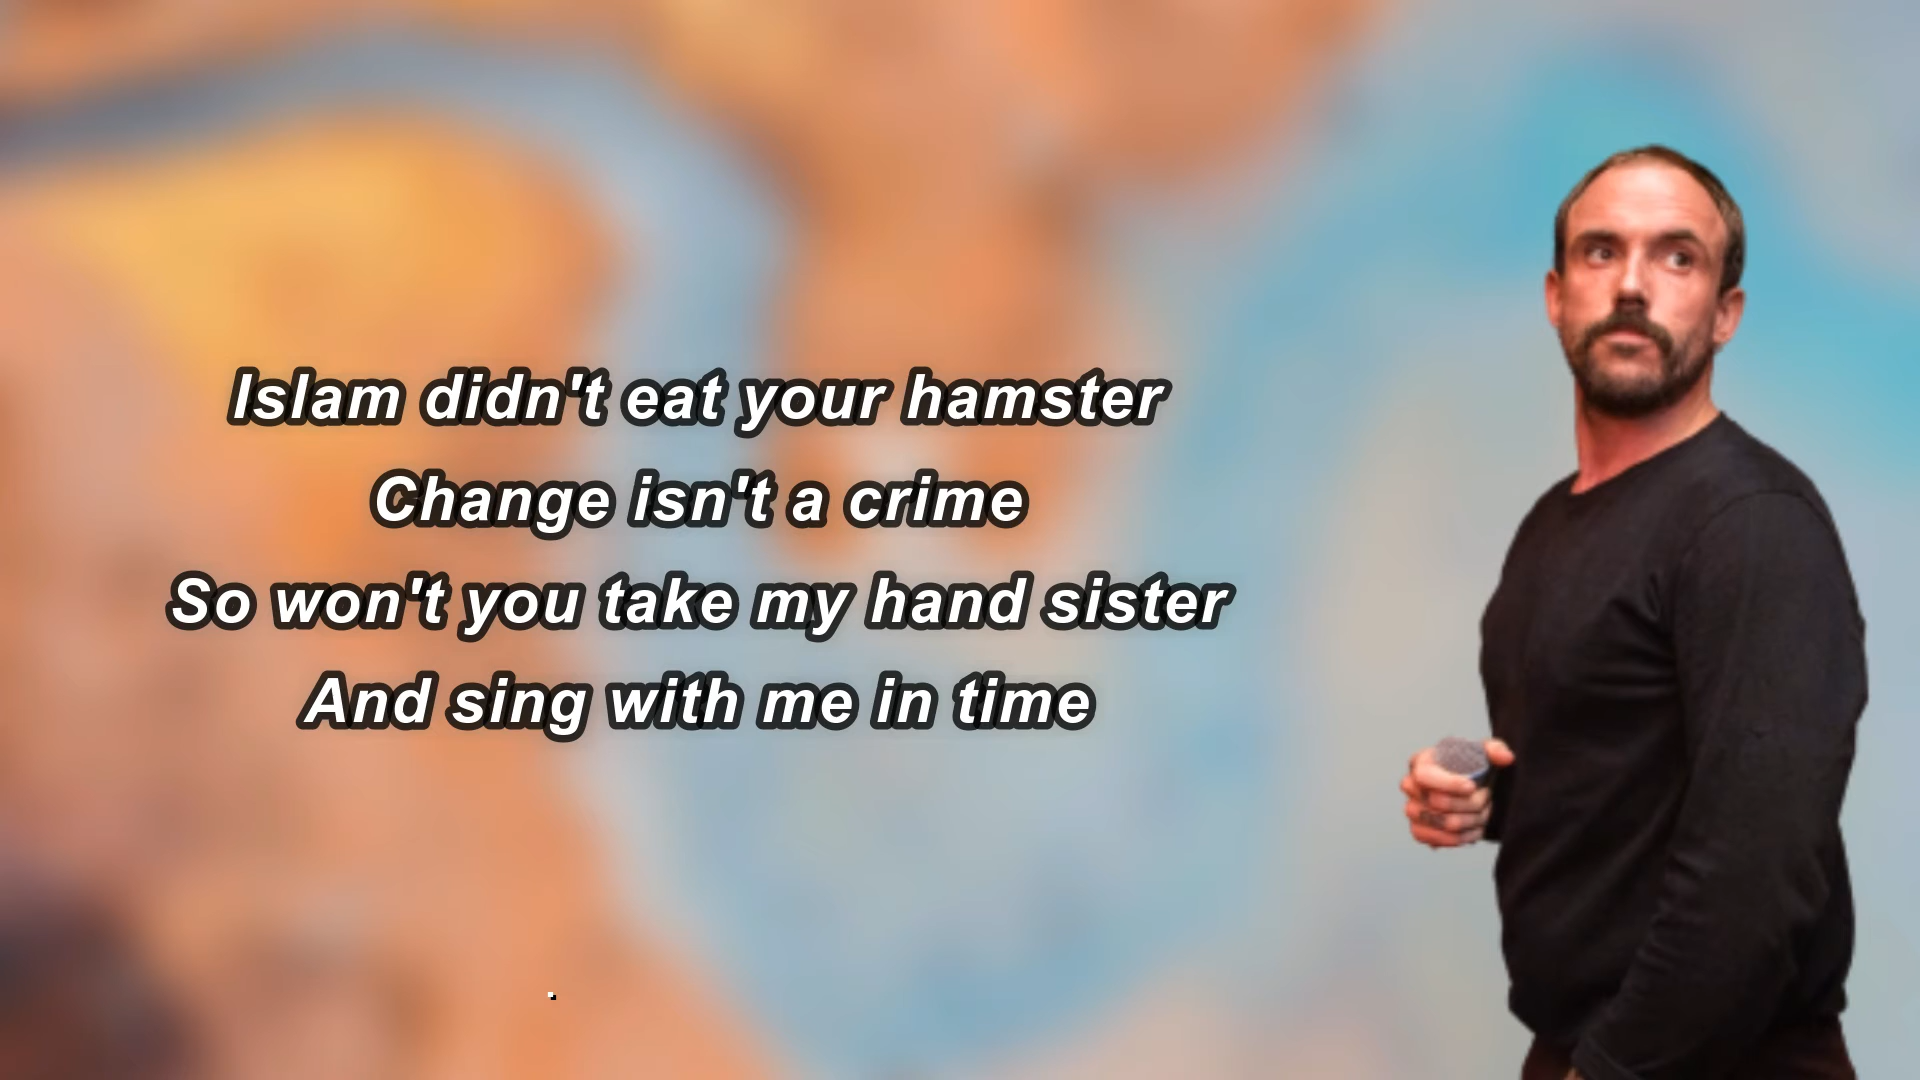 Islam didn't eat your hamster
Change isn't a crime
So won't you take my hand sister
And sing with me in time